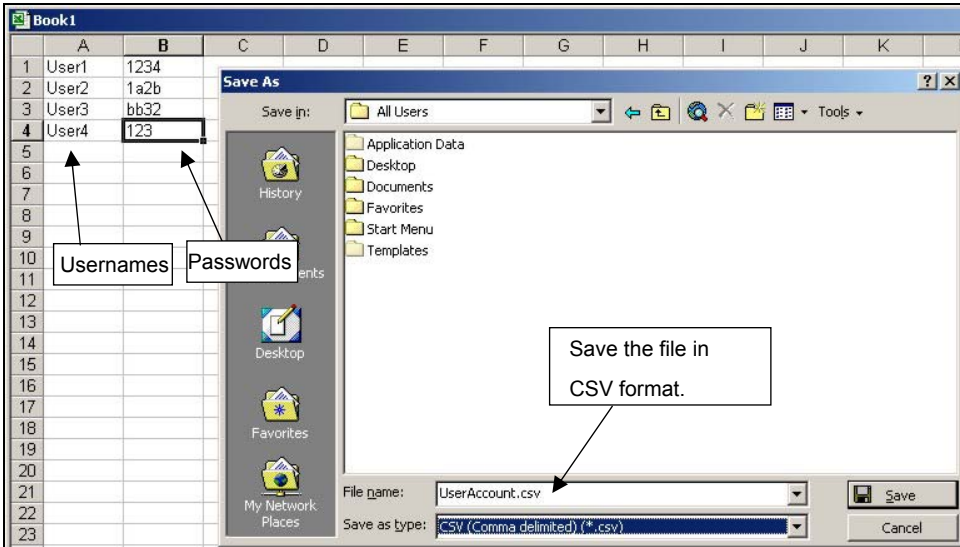 Book1
A B C D E F G H I J K
1 User1 1234
2 User2 1a2b
3 User3 bb32
4 User4 123
5
6
7
8
9
10
11
12
13
14
15
16
17
18
19
20
21
22
23
Usernames
Passwords
Save As
Save in: All Users Tools
History
ents
Desktop
Favorites
My Network
Places
Application Data
Desktop
Documents
Favorites
Start Menu
Templates
Save the file in
CSV format.
File name: UserAccount.csv Save
Save as type: CSV (Comma delimited) (*.csv) Cancel